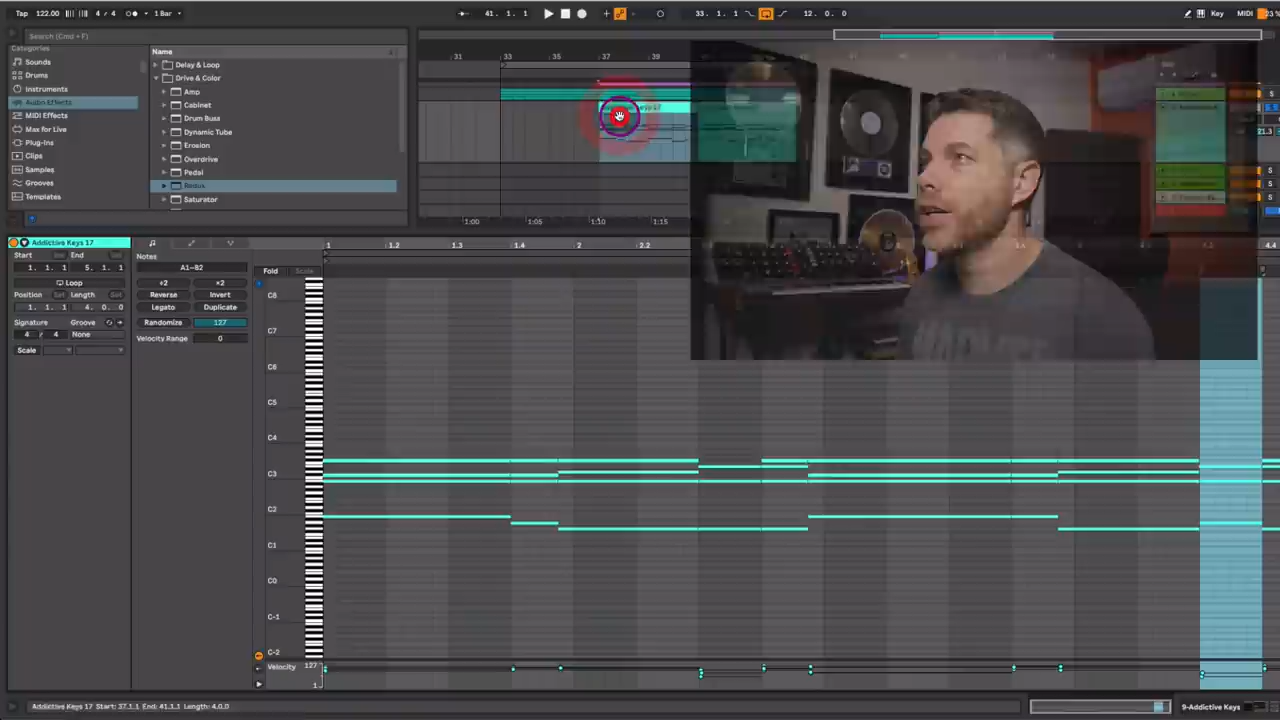 Tap 122.00 4 / 4 1 Bar 41. 1. 1 33. 1. 1 12. 0. 0 Key MIDI 23 %
Search (Cmd + F)
Categories
Sounds
Drums
Instruments
Audio Effects
MIDI Effects
Max for Live
Plug-Ins
Clips
Samples
Grooves
Templates
Name
Delay & Loop
Drive & Color
Amp
Cabinet
Drum Buss
Dynamic Tube
Erosion
Overdrive
Pedal
Redux
Saturator
31 33 35 37 39
1:00 1:05 1:10 1:15
Addictive Keys 17
Start Set End Set
1. 1. 1 5. 1. 1
Loop
Position Length Set
1. 1. 1 4. 0. 0
Signature Groove
4 / 4 None
Scale
Notes
A1–B2
÷2 ×2
Reverse Invert
Legato Duplicate
Randomize 127
Velocity Range 0
Fold Scale
1 1.2 1.3 1.4 2 2.2 4.4
C8
C7
C6
C5
C4
C3
C2
C1
C0
C-1
C-2
Velocity 127
1
Addictive Keys 17 Start: 37.1.1 End: 41.1.1 Length: 4.0.0
9-Addictive Keys